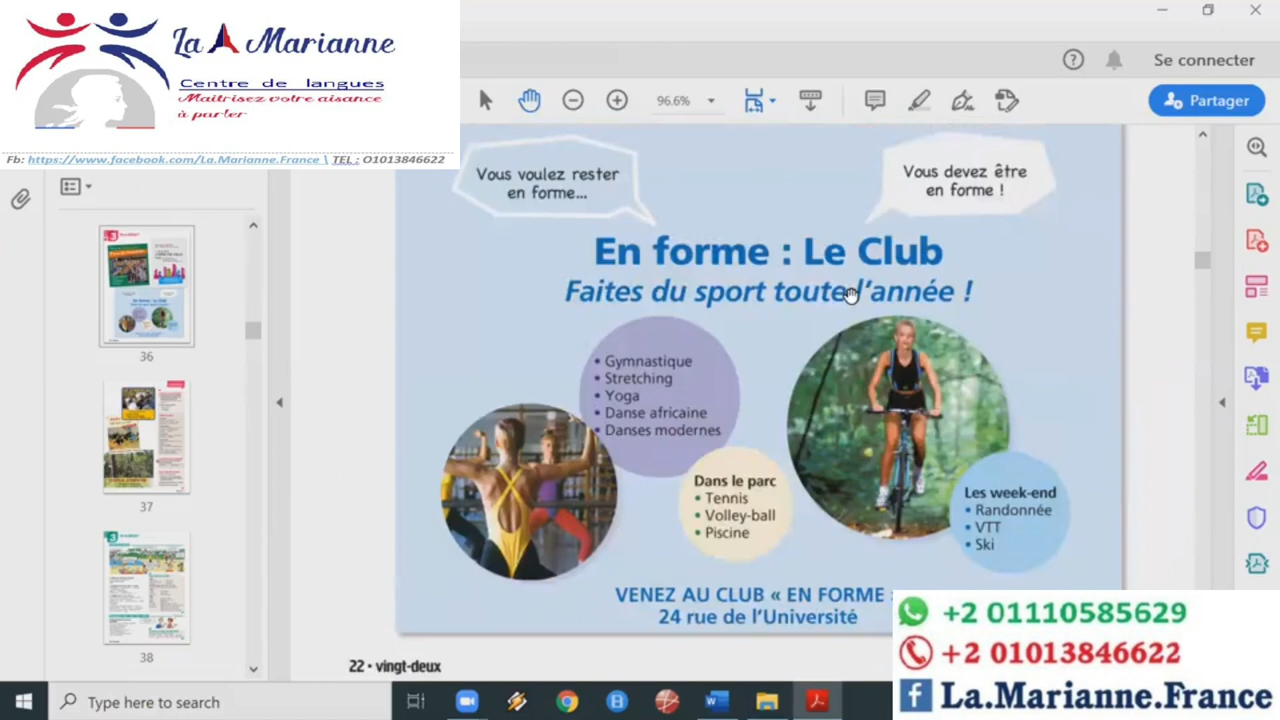 La Marianne
Centre de langues
Maitrisez votre aisance
à parler
Fb: https://www.facebook.com/La.Marianne.France \ TEL : O1013846622
Se connecter
96.6%
Partager
Vous voulez rester
en forme...
Vous devez être
en forme !
En forme : Le Club
Faites du sport toute l'année !
• Gymnastique
• Stretching
• Yoga
• Danse africaine
• Danses modernes
Dans le parc
• Tennis
• Volley-ball
• Piscine
Les week-end
• Randonnée
• VTT
• Ski
VENEZ AU CLUB « EN FORME »
24 rue de l'Université
22 • vingt-deux
36
37
38
+2 01110585629
+2 01013846622
La.Marianne.France
Type here to search